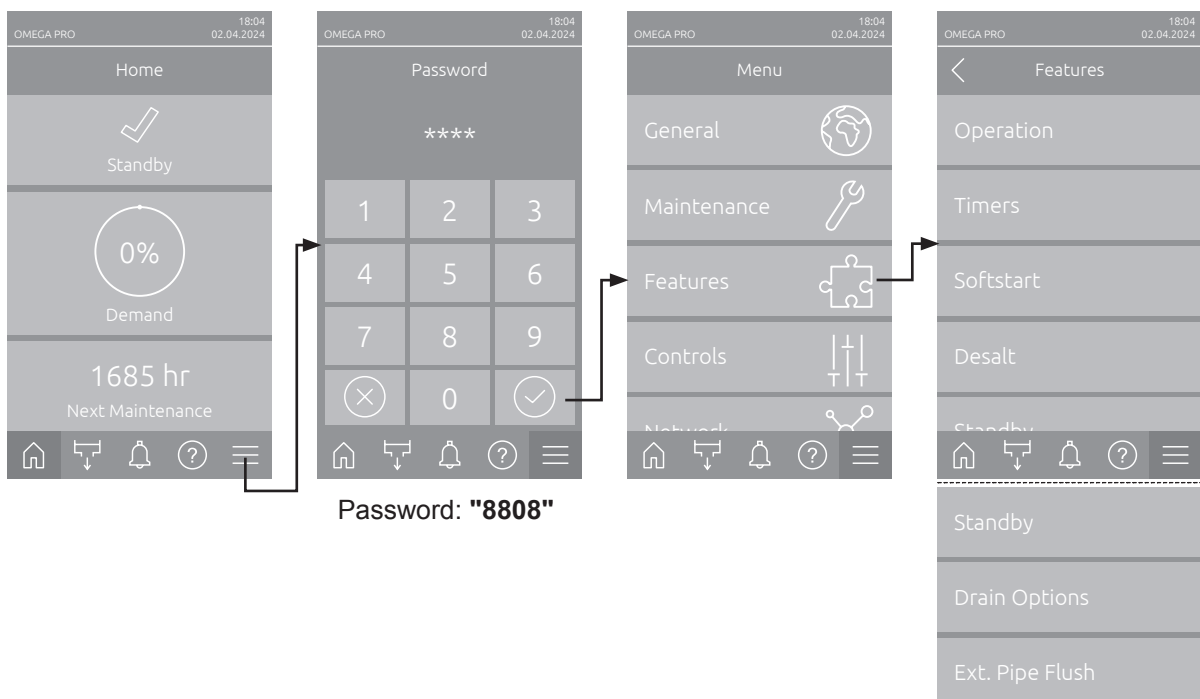 18:04
OMEGA PRO 02.04.2024
Home
Standby
0%
Demand
1685 hr
Next Maintenance
?
18:04
OMEGA PRO 02.04.2024
Password
****
1 2 3
4 5 6
7 8 9
0
?
Password: "8808"
18:04
OMEGA PRO 02.04.2024
Menu
General
Maintenance
Features
Controls
Network
?
18:04
OMEGA PRO 02.04.2024
Features
Operation
Timers
Softstart
Desalt
Standby
?
Standby
Drain Options
Ext. Pipe Flush